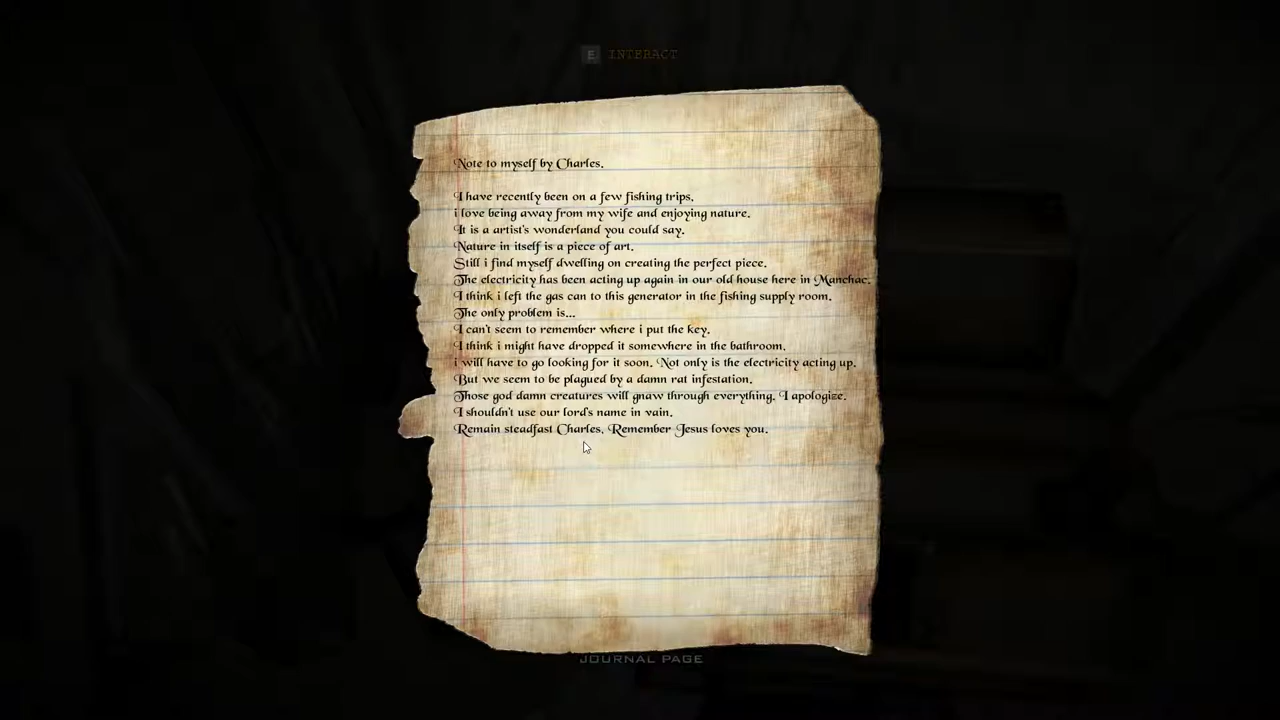 E INTERACT
Note to myself by Charles.
I have recently been on a few fishing trips,
i love being away from my wife and enjoying nature.
It is a artist's wonderland you could say.
Nature in itself is a piece of art.
Still i find myself dwelling on creating the perfect piece.
The electricity has been acting up again in our old house here in Manchac.
I think i left the gas can to this generator in the fishing supply room.
The only problem is...
I can't seem to remember where i put the key.
I think i might have dropped it somewhere in the bathroom.
i will have to go looking for it soon. Not only is the electricity acting up.
But we seem to be plagued by a damn rat infestation.
Those god damn creatures will gnaw through everything. I apologize.
I shouldn't use our lord's name in vain.
Remain steadfast Charles, Remember Jesus loves you.
JOURNAL PAGE